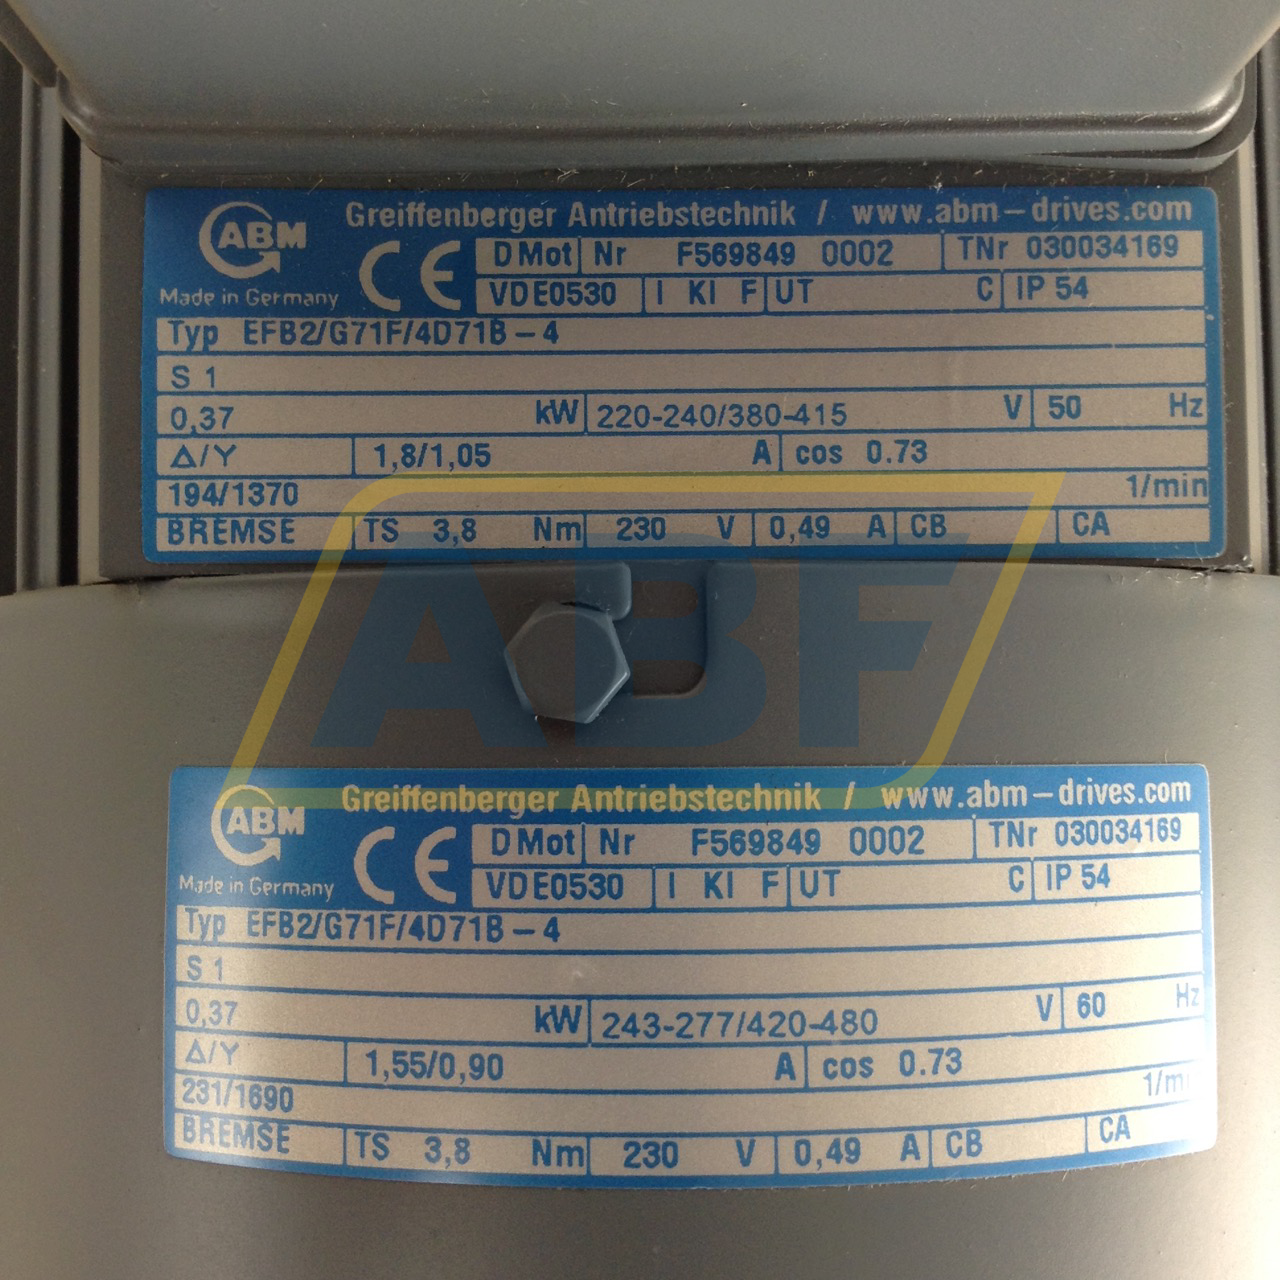 ABM
Greiffenberger Antriebstechnik / www.abm-drives.com
Made in Germany
CE
D Mot Nr F569849 0002 TNr 030034169
VDE0530 I KI F UT C IP 54
Typ EFB2/G71F/4D71B-4
S 1
0,37 kW 220-240/380-415 V 50 Hz
Δ/Y 1,8/1,05 A cos 0.73
194/1370 1/min
BREMSE TS 3,8 Nm 230 V 0,49 A CB CA
ABF
ABM
Greiffenberger Antriebstechnik / www.abm-drives.com
Made in Germany
CE
D Mot Nr F569849 0002 TNr 030034169
VDE0530 I KI F UT C IP 54
Typ EFB2/G71F/4D71B-4
S 1
0,37 kW 243-277/420-480 V 60 Hz
Δ/Y 1,55/0,90 A cos 0.73
231/1690 1/m
BREMSE TS 3,8 Nm 230 V 0,49 A CB CA